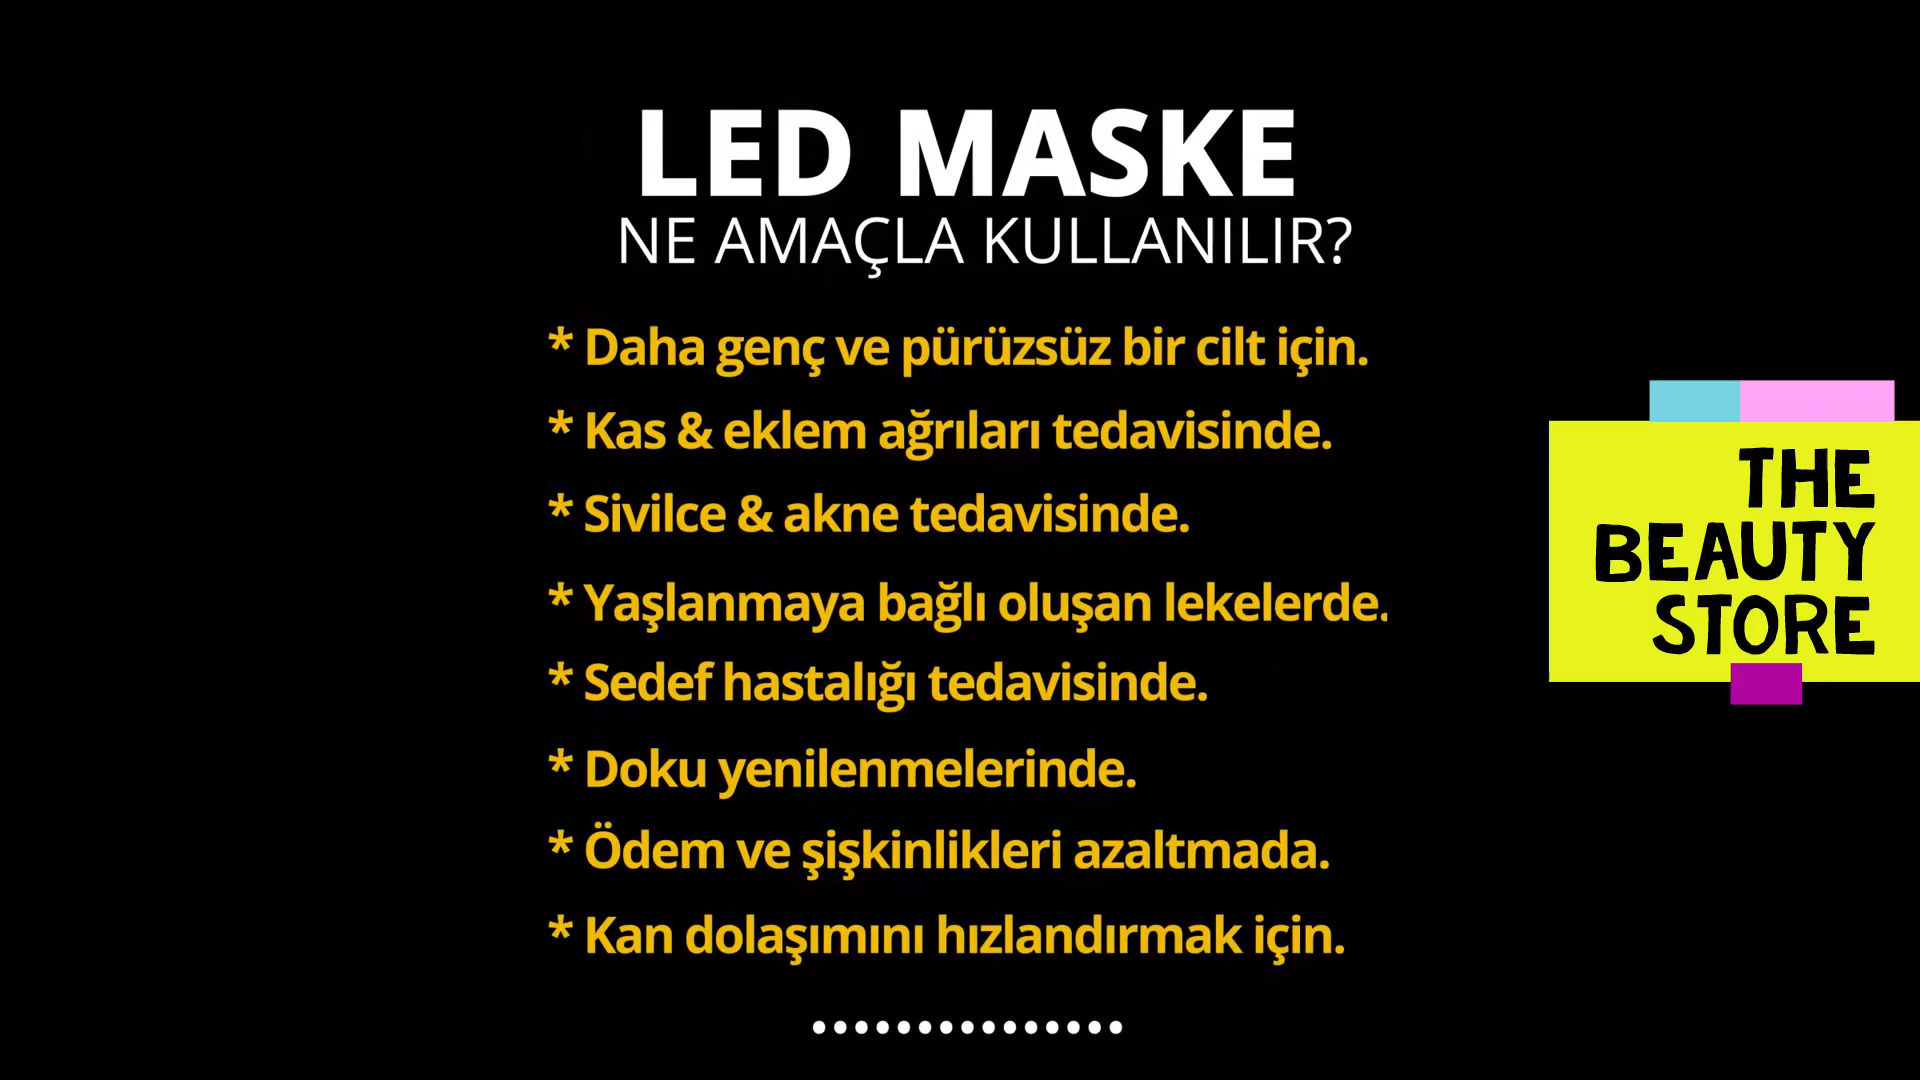 LED MASKE
NE AMAÇLA KULLANILIR?
* Daha genç ve pürüzsüz bir cilt için.
* Kas & eklem ağrıları tedavisinde.
* Sivilce & akne tedavisinde.
* Yaşlanmaya bağlı oluşan lekelerde.
* Sedef hastalığı tedavisinde.
* Doku yenilenmelerinde.
* Ödem ve şişkinlikleri azaltmada.
* Kan dolaşımını hızlandırmak için.
THE
BEAUTY
STORE